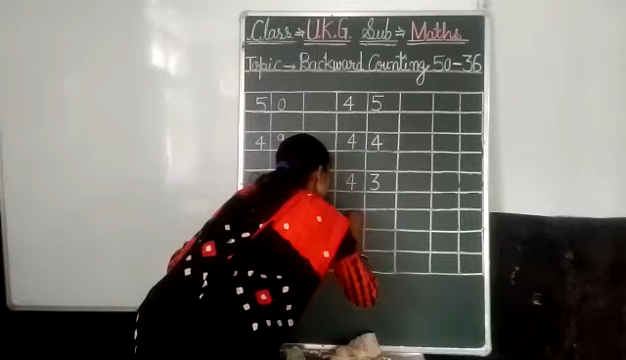 Class ⇒ U.K.G. Sub ⇒ Maths
Topic → Backward Counting 50-36
5 0 4 5
4 9 4 4
4 3